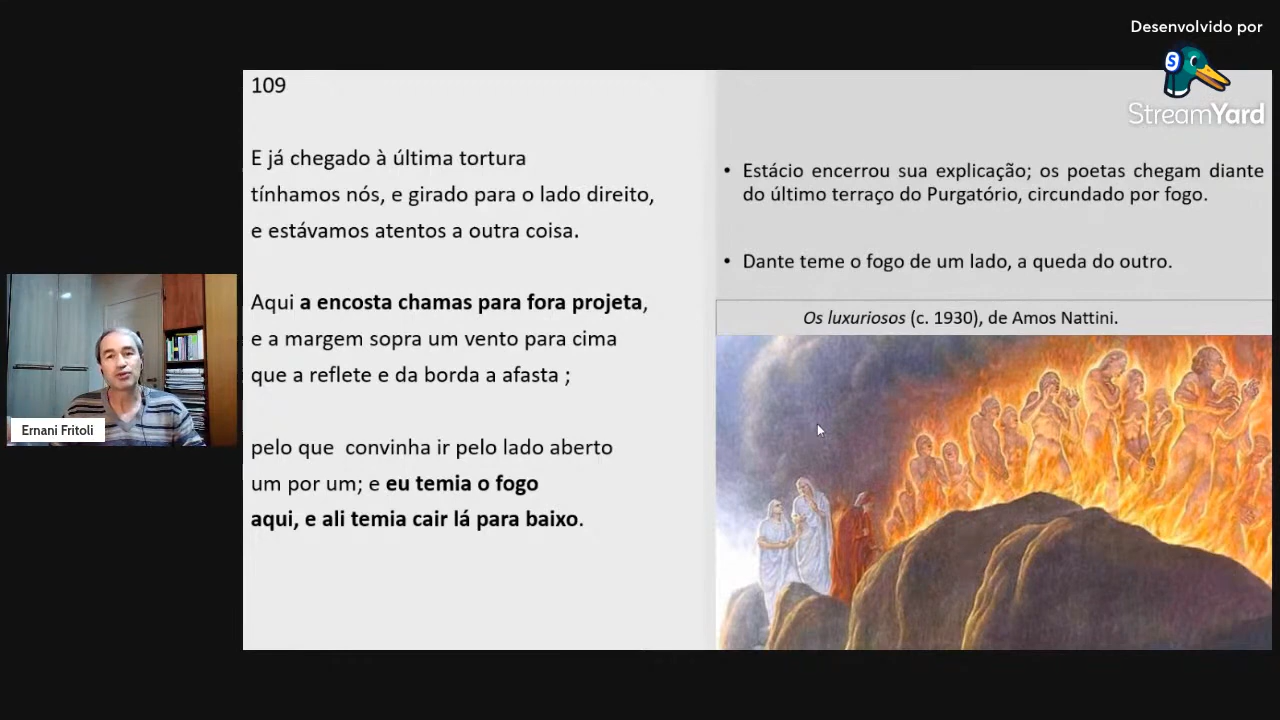 Desenvolvido por
StreamYard
109
E já chegado à última tortura
tínhamos nós, e girado para o lado direito,
e estávamos atentos a outra coisa.
Aqui a encosta chamas para fora projeta,
e a margem sopra um vento para cima
que a reflete e da borda a afasta ;
pelo que  convinha ir pelo lado aberto
um por um; e eu temia o fogo
aqui, e ali temia cair lá para baixo.
• Estácio encerrou sua explicação; os poetas chegam diante
do último terraço do Purgatório, circundado por fogo.
• Dante teme o fogo de um lado, a queda do outro.
Os luxuriosos (c. 1930), de Amos Nattini.
Ernani Fritoli